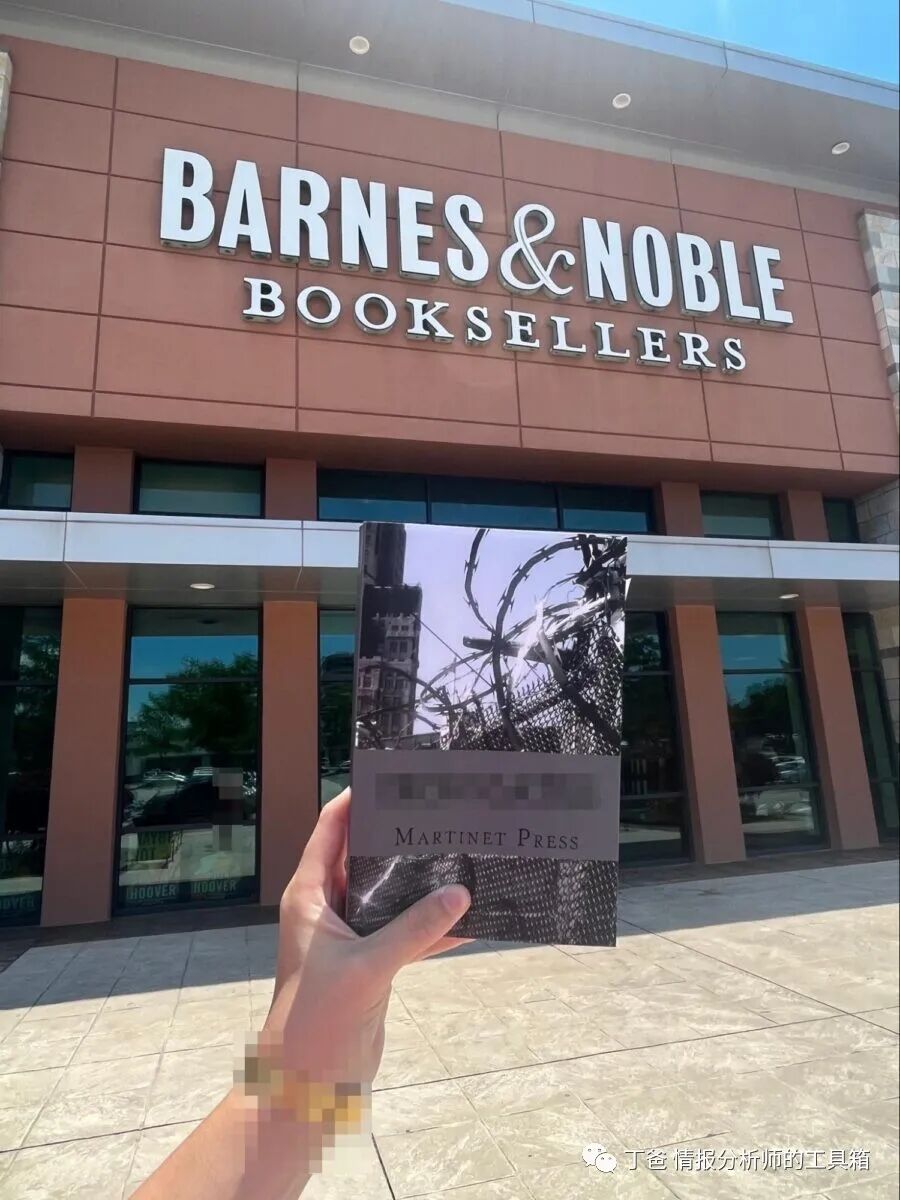 BARNES & NOBLE
BOOKSELLERS
MARTINET PRESS
HOOVER
HOOVER
丁爸 情报分析师的工具箱